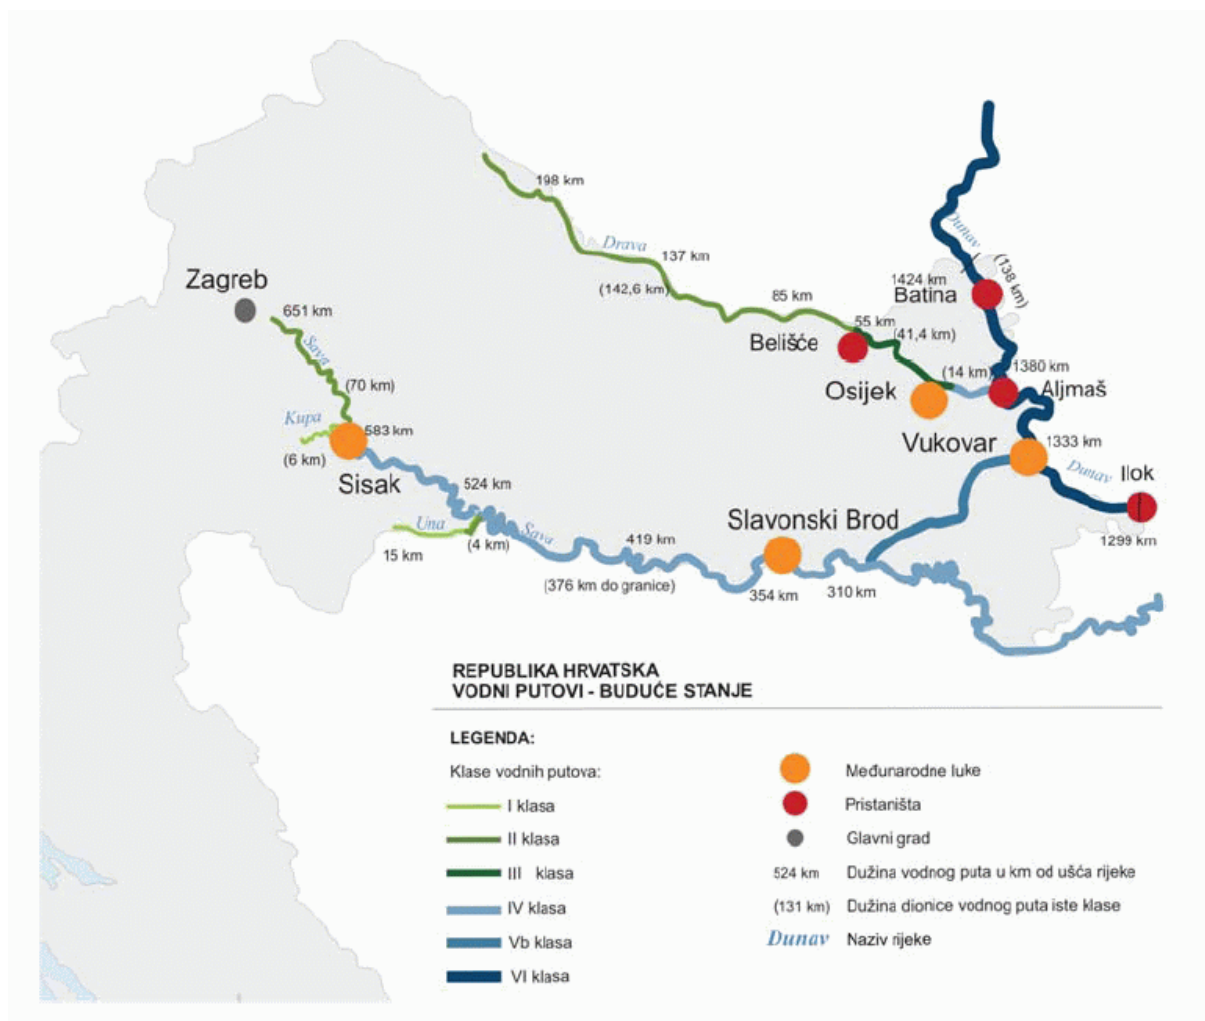 198 km
Drava
137 km
(142,6 km)
85 km
Dunav
(138 km)
1424 km
Batina
Zagreb
651 km
Sava
(70 km)
Belišće
55 km
(41,4 km)
(14 km)
1380 km
Osijek
Aljmaš
Kupa
583 km
(6 km)
Sisak
Vukovar
1333 km
Dunav
Ilok
1299 km
524 km
Una
15 km
(4 km)
Sava
419 km
(376 km do granice)
Slavonski Brod
354 km
310 km
REPUBLIKA HRVATSKA
VODNI PUTOVI - BUDUĆE STANJE
LEGENDA:
Klase vodnih putova:
I klasa
II klasa
III klasa
IV klasa
Vb klasa
VI klasa
Međunarodne luke
Pristaništa
Glavni grad
524 km Dužina vodnog puta u km od ušća rijeke
(131 km) Dužina dionice vodnog puta iste klase
Dunav Naziv rijeke